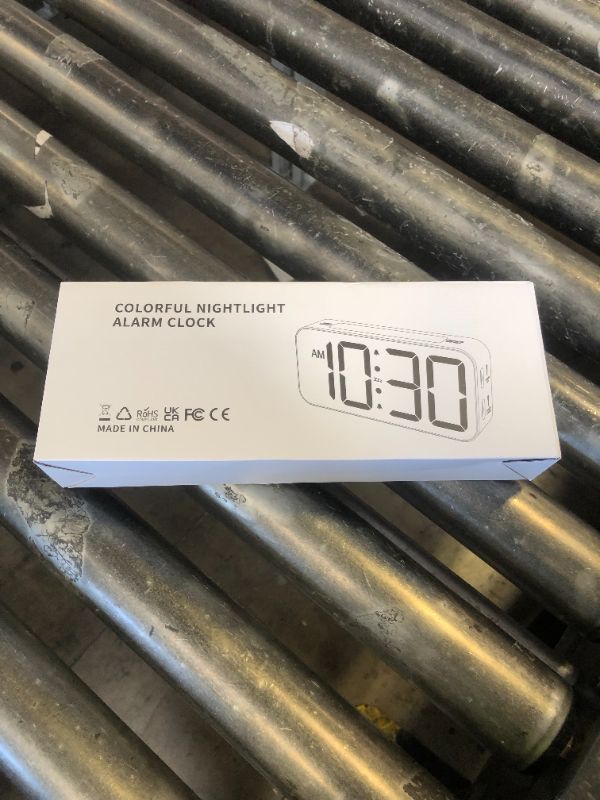 COLORFUL NIGHTLIGHT
ALARM CLOCK
AM 10:30
RoHS UK CA FC CE
MADE IN CHINA